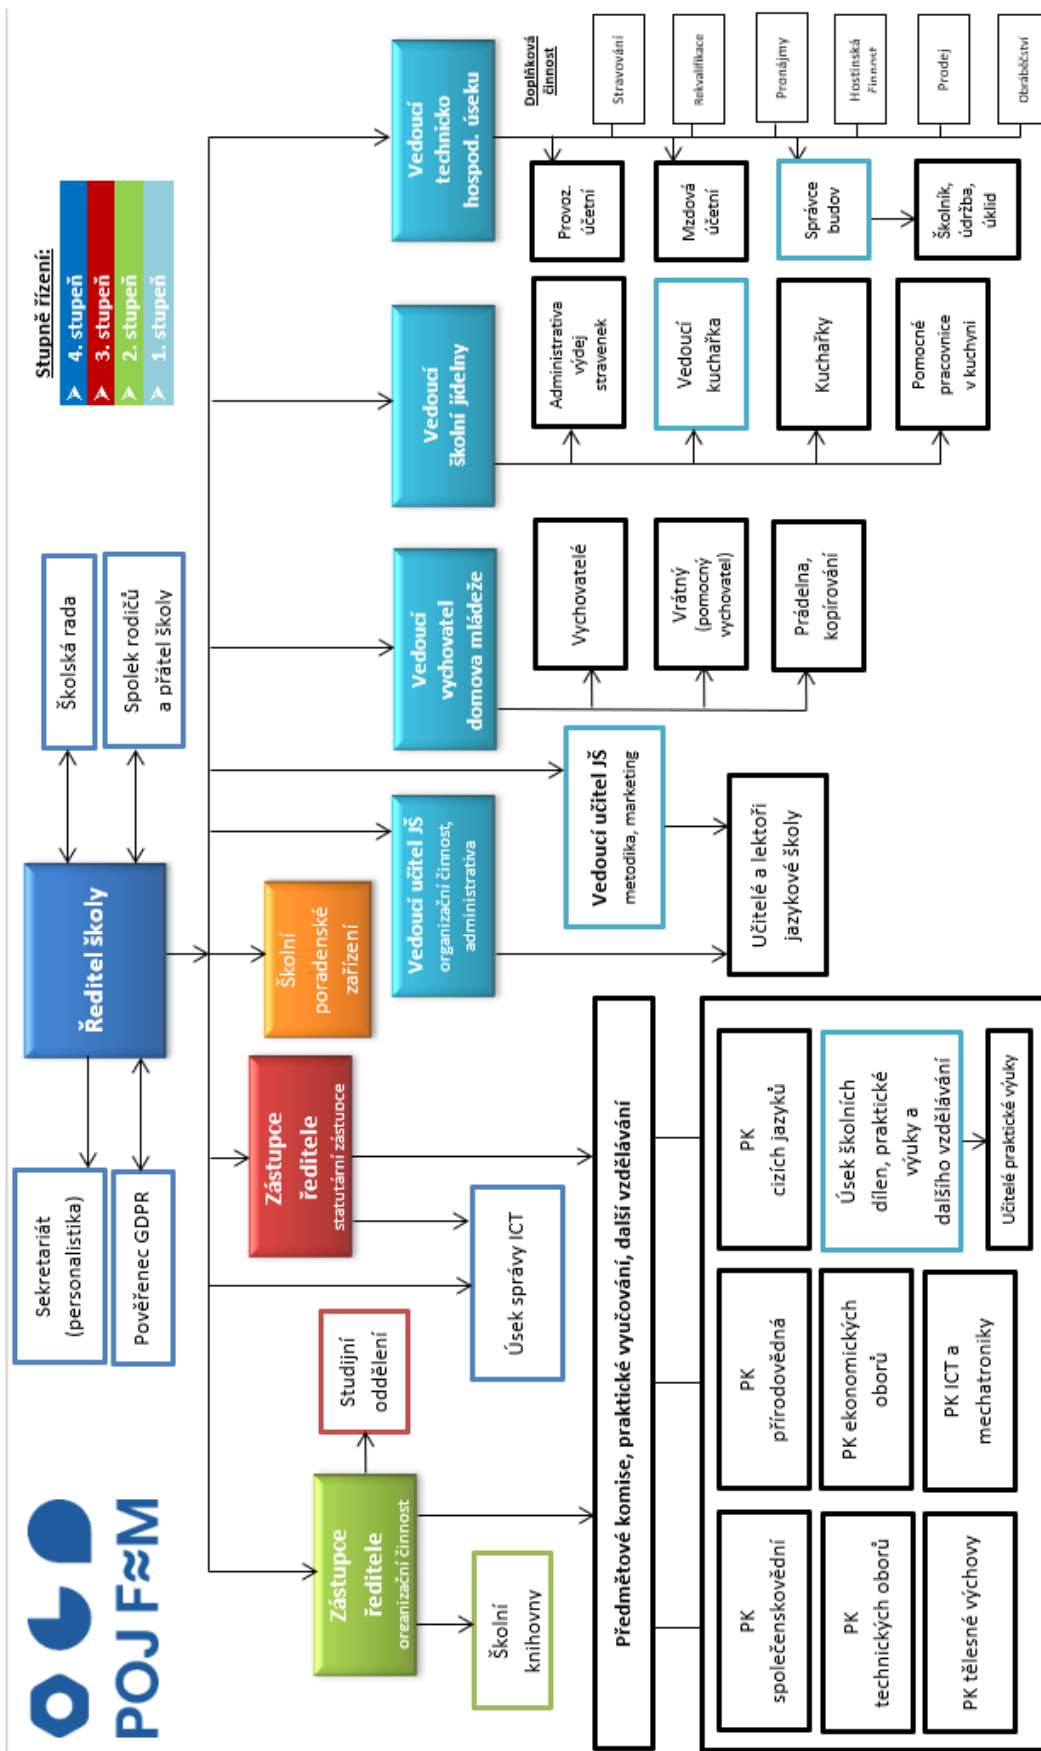 POJ F≈M
Ředitel školy
Sekretariát
(personalistika)
Pověřenec GDPR
Školská rada
Spolek rodičů
a přátel školy
Stupně řízení:
4. stupeň
3. stupeň
2. stupeň
1. stupeň
Zástupce
ředitele
organizační činnost
Studijní
oddělení
Školní
knihovny
Zástupce
ředitele
statutární zástupce
Úsek správy ICT
Školní
poradenské
zařízení
Vedoucí učitel JŠ
organizační činnost,
administrativa
Vedoucí učitel JŠ
metodika, marketing
Učitelé a lektoři
jazykové školy
Vedoucí
vychovatel
domova mládeže
Vychovatelé
Vrátný
(pomocný
vychovatel)
Prádelna,
kopírování
Vedoucí
školní jídelny
Administrativa
výdej
stravenek
Vedoucí
kuchařka
Kuchařky
Pomocné
pracovnice
v kuchyni
Vedoucí
technicko
hospod. úseku
Provoz.
účetní
Mzdová
účetní
Správce
budov
Školník,
údržba,
úklid
Doplňková
činnost
Stravování
Rekvalifikace
Pronájmy
Hostinská
činnost
Prodej
Obráběčství
Předmětové komise, praktické vyučování, další vzdělávání
PK
společenskovědní
PK
přírodovědná
PK
cizích jazyků
PK
technických oborů
PK ekonomických
oborů
Úsek školních
dílen, praktické
výuky a
dalšího vzdělávání
PK tělesné výchovy
PK ICT a
mechatroniky
Učitelé praktické výuky